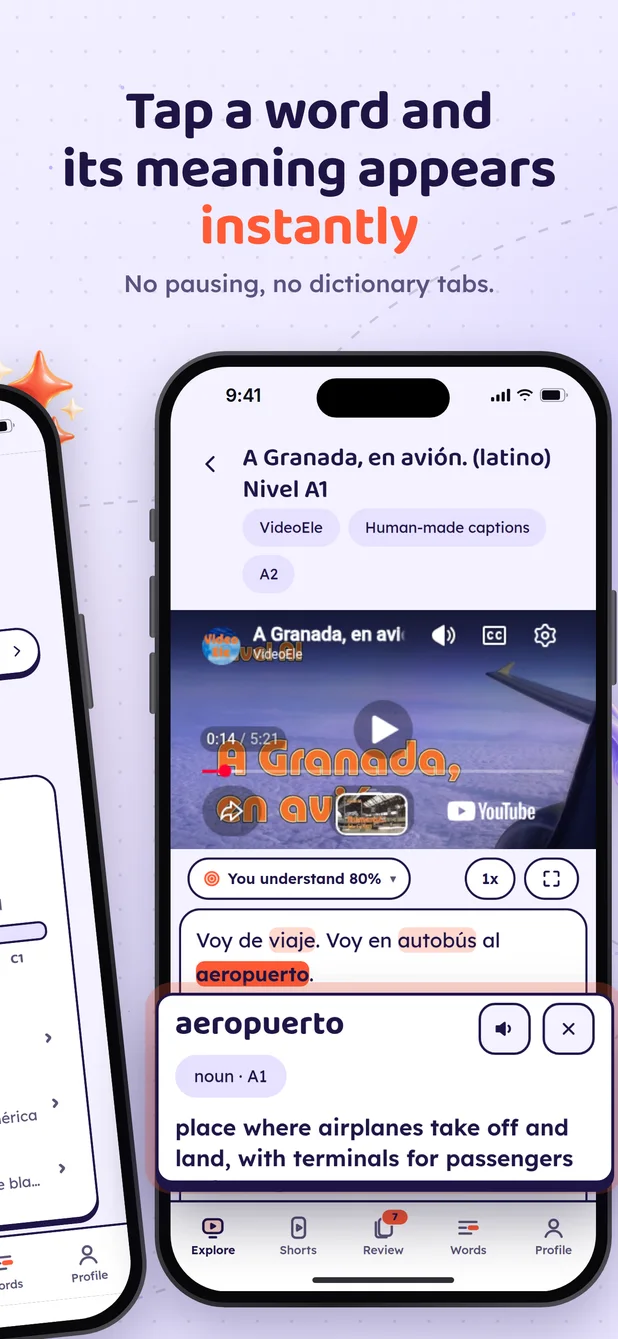 Tap a word and
its meaning appears
instantly
No pausing, no dictionary tabs.
9:41
A Granada, en avión. (latino)
Nivel A1
VideoEle
Human-made captions
A2
A Granada, en avi
VideoEle
0:14 / 5:21
A Granada,
en avi
YouTube
You understand 80%
1x
Voy de viaje. Voy en autobús al
aeropuerto.
aeropuerto
noun · A1
place where airplanes take off and
land, with terminals for passengers
Explore
Shorts
7
Review
Words
Profile
C1
érica
e bla...
ords
Profile